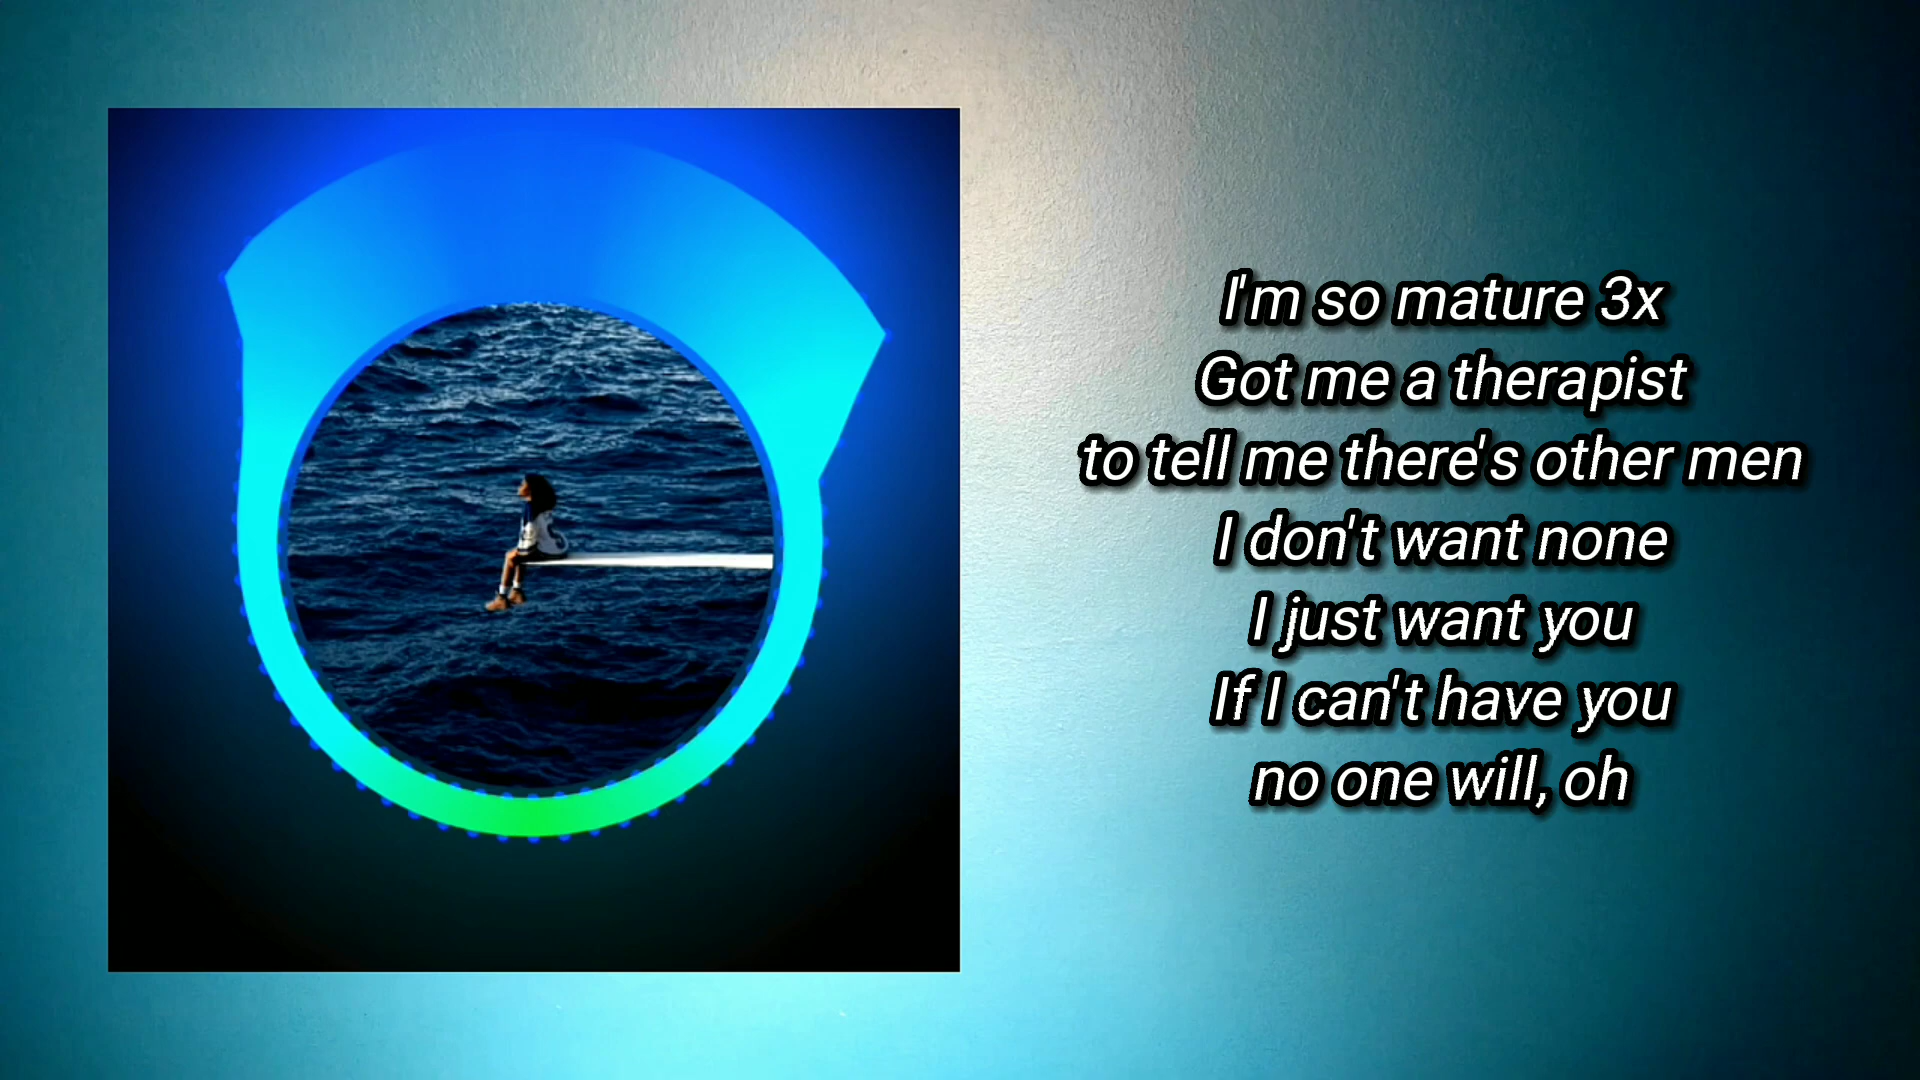 I'm so mature 3x
Got me a therapist
to tell me there's other men
I don't want none
I just want you
If I can't have you
no one will, oh